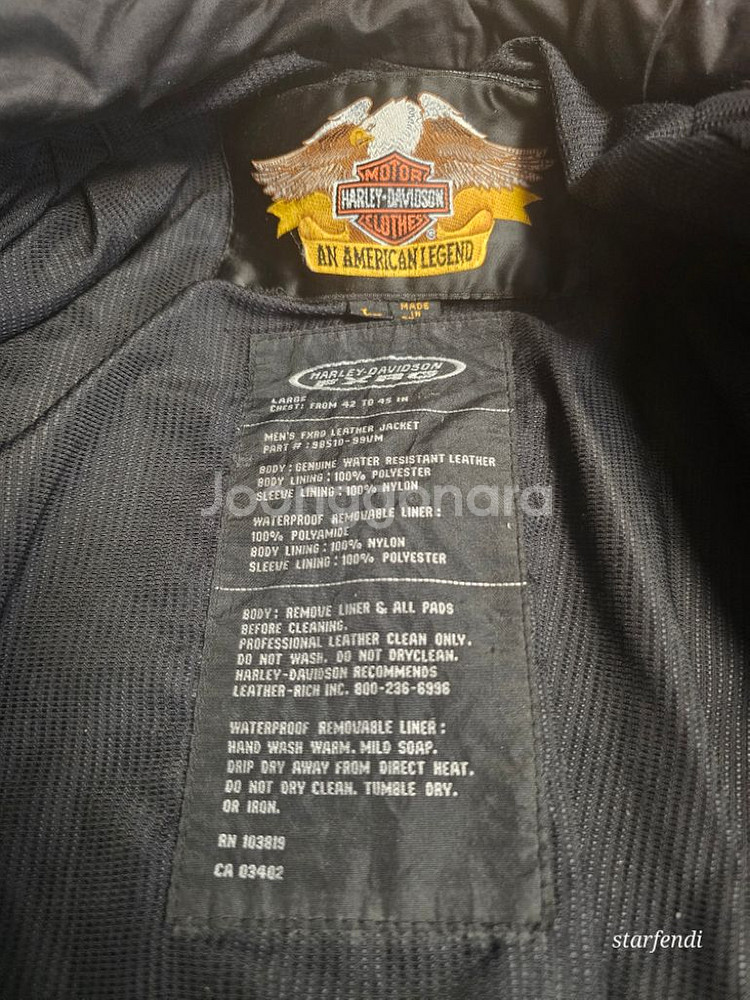 MOTOR
HARLEY-DAVIDSON
CLOTHES
®
AN AMERICAN LEGEND
MADE
IN
HARLEY-DAVIDSON
FXRG
LARGE
CHEST: FROM 42 TO 45 IN
MEN'S FXRG LEATHER JACKET
PART #: 98510-99VM
BODY: GENUINE WATER RESISTANT LEATHER
BODY LINING: 100% POLYESTER
SLEEVE LINING: 100% NYLON
Joonggonara
WATERPROOF REMOVABLE LINER:
100% POLYAMIDE
BODY LINING: 100% NYLON
SLEEVE LINING: 100% POLYESTER
BODY: REMOVE LINER & ALL PADS
BEFORE CLEANING.
PROFESSIONAL LEATHER CLEAN ONLY.
DO NOT WASH. DO NOT DRYCLEAN.
HARLEY-DAVIDSON RECOMMENDS
LEATHER-RICH INC. 800-236-6996
WATERPROOF REMOVABLE LINER:
HAND WASH WARM. MILD SOAP.
DRIP DRY AWAY FROM DIRECT HEAT.
DO NOT DRY CLEAN. TUMBLE DRY.
OR IRON.
RN 103819
CA 03402
starfendi